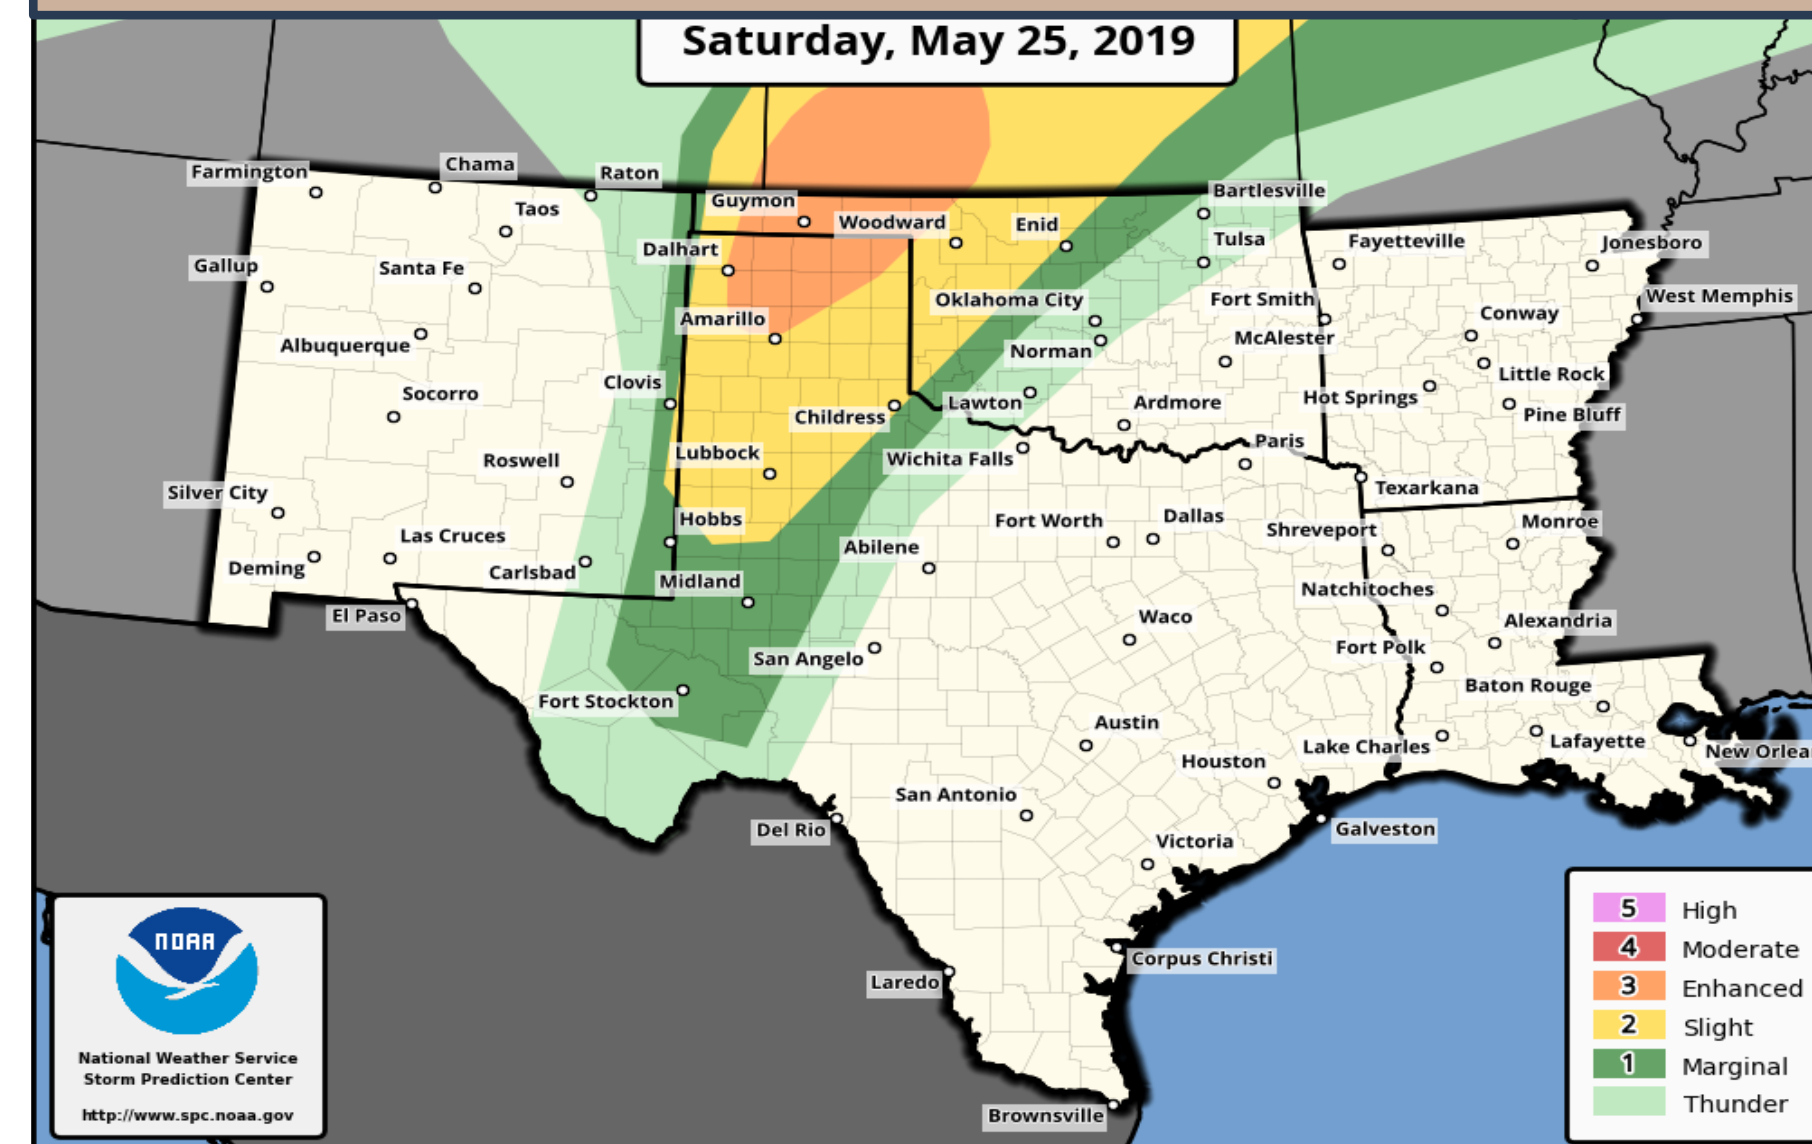 Saturday, May 25, 2019
Farmington
Chama
Raton
Taos
Guymon
Woodward
Enid
Bartlesville
Tulsa
Fayetteville
Jonesboro
Dalhart
Gallup
Santa Fe
Oklahoma City
Fort Smith
West Memphis
Amarillo
Conway
Albuquerque
Norman
McAlester
Little Rock
Clovis
Socorro
Childress
Lawton
Ardmore
Hot Springs
Pine Bluff
Lubbock
Wichita Falls
Paris
Roswell
Silver City
Texarkana
Hobbs
Fort Worth
Dallas
Shreveport
Monroe
Las Cruces
Abilene
Deming
Carlsbad
Midland
Natchitoches
El Paso
Waco
Alexandria
San Angelo
Fort Polk
Baton Rouge
Fort Stockton
Austin
Lake Charles
Lafayette
New Orlea
Houston
San Antonio
Del Rio
Galveston
Victoria
Corpus Christi
Laredo
Brownsville
NOAA
National Weather Service
Storm Prediction Center
http://www.spc.noaa.gov
5 High
4 Moderate
3 Enhanced
2 Slight
1 Marginal
Thunder